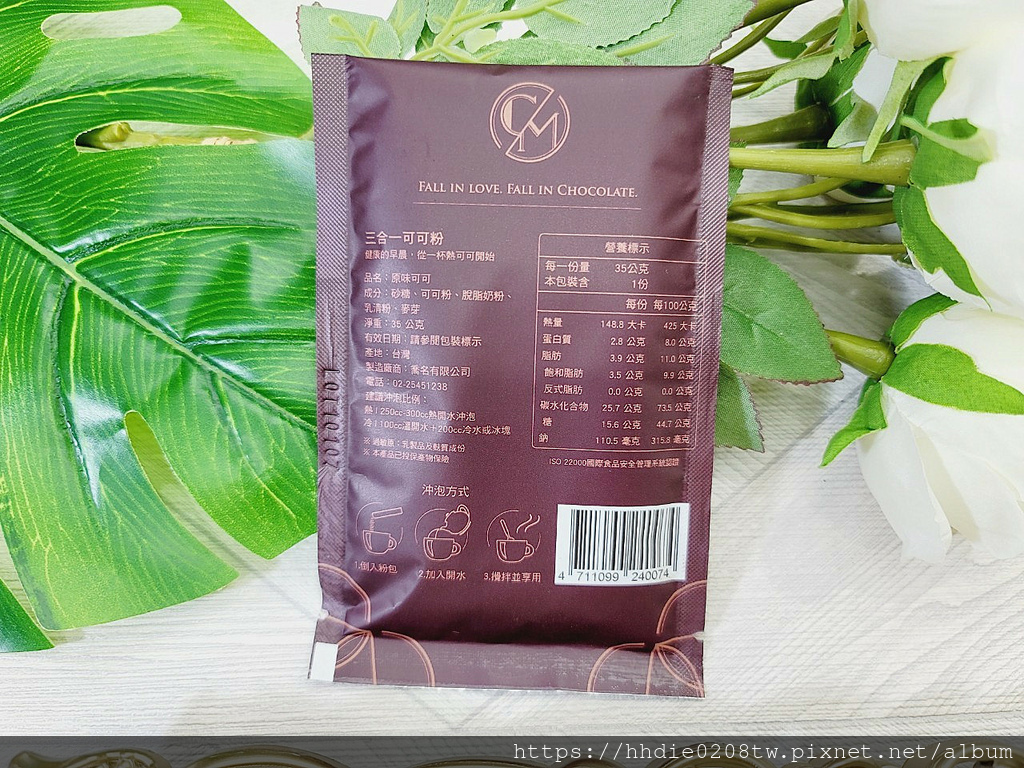 CM
FALL IN LOVE. FALL IN CHOCOLATE.
三合一可可粉
健康的早晨，從一杯熱可可開始
品名：原味可可
成分：砂糖、可可粉、脫脂奶粉、
乳清粉、麥芽
淨重：35 公克
有效日期：請參閱包裝標示
產地：台灣
製造廠商：喬名有限公司
電話：02-25451238
建議沖泡比例：
熱 | 250cc-300cc熱開水沖泡
冷 | 100cc溫開水+200cc冷水或冰塊
※ 過敏原：乳製品及麩質成份
※ 本產品已投保產物保險
營養標示
每一份量 35公克
本包裝含 1份
每份 每100公克
熱量 148.8 大卡 425 大卡
蛋白質 2.8 公克 8.0 公克
脂肪 3.9 公克 11.0 公克
飽和脂肪 3.5 公克 9.9 公克
反式脂肪 0.0 公克 0.0 公克
碳水化合物 25.7 公克 73.5 公克
糖 15.6 公克 44.7 公克
鈉 110.5 毫克 315.8 毫克
ISO 22000國際食品安全管理系統認證
沖泡方式
1.倒入粉包
2.加入開水
3.攪拌並享用
4 711099 240074
https://hhdie0208tw.pixnet.net/album